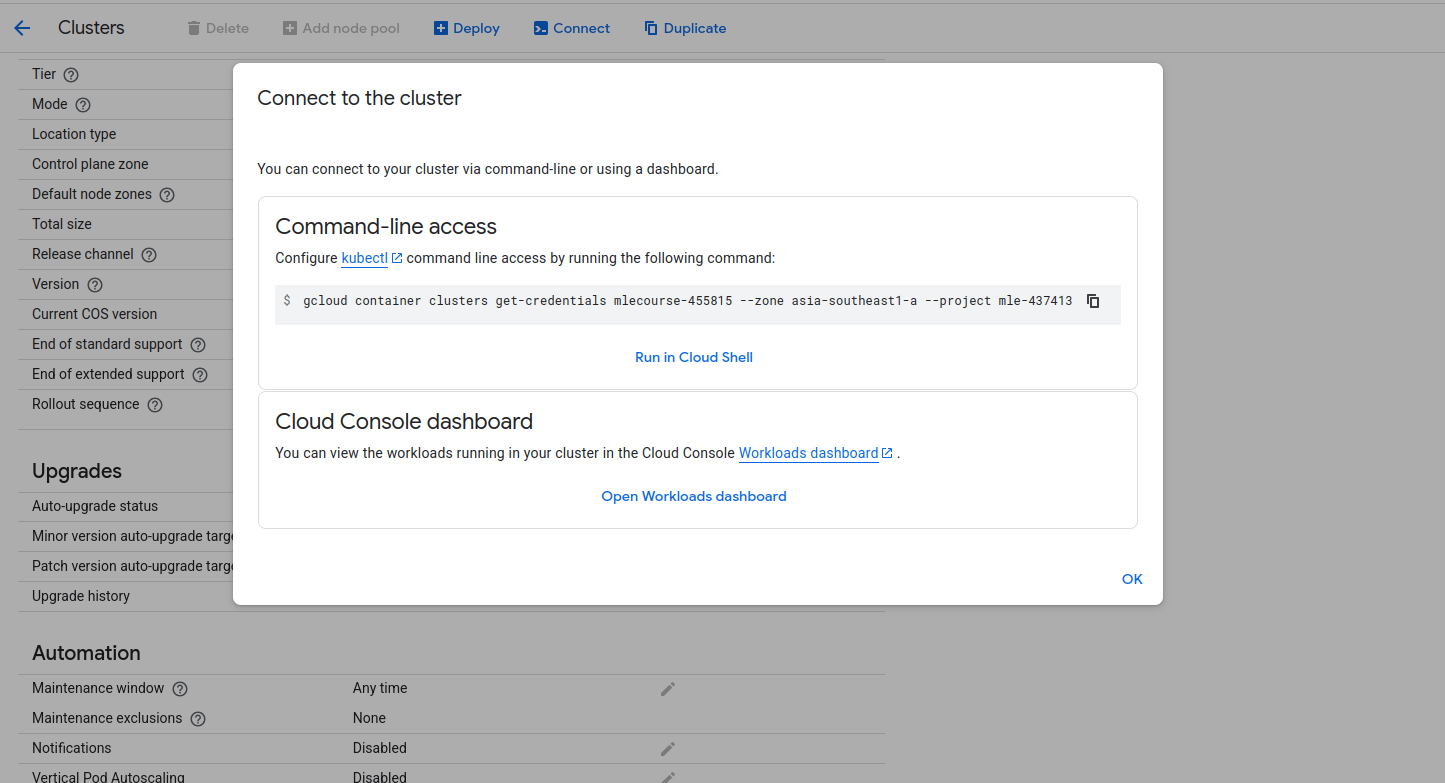 Clusters
Delete
Add node pool
Deploy
Connect
Duplicate
Tier
Mode
Location type
Control plane zone
Default node zones
Total size
Release channel
Version
Current COS version
End of standard support
End of extended support
Rollout sequence
Upgrades
Auto-upgrade status
Minor version auto-upgrade targe
Patch version auto-upgrade targe
Upgrade history
Connect to the cluster
You can connect to your cluster via command-line or using a dashboard.
Command-line access
Configure kubectl command line access by running the following command:
$ gcloud container clusters get-credentials mlecourse-455815 --zone asia-southeast1-a --project mle-437413
Run in Cloud Shell
Cloud Console dashboard
You can view the workloads running in your cluster in the Cloud Console Workloads dashboard .
Open Workloads dashboard
OK
Automation
Maintenance window Any time
Maintenance exclusions None
Notifications Disabled
Vertical Pod Autoscaling Disabled